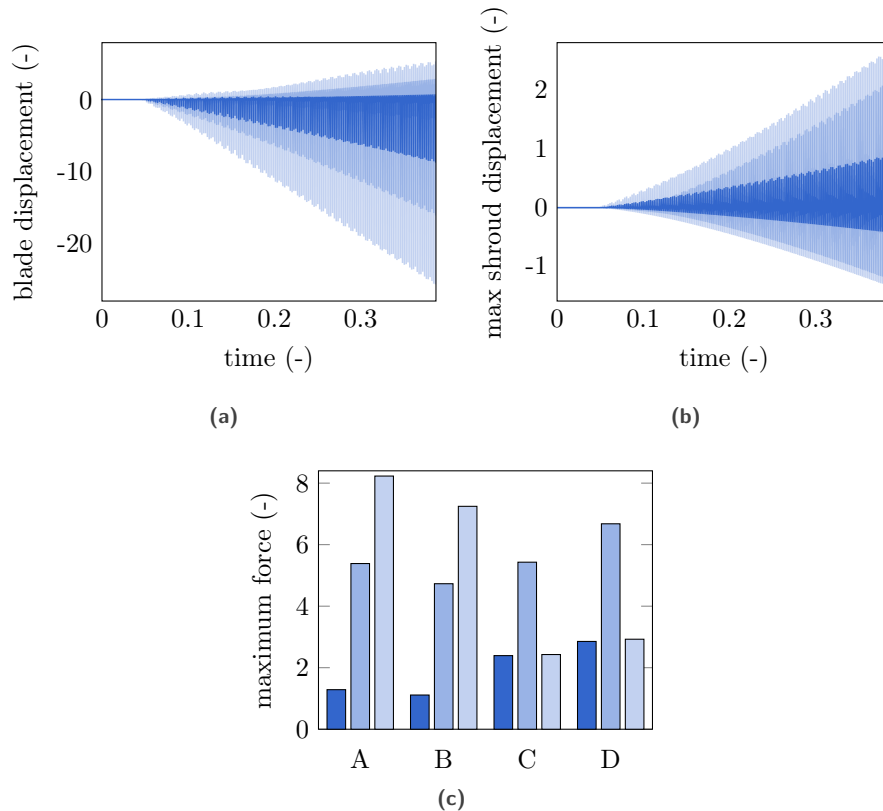 blade displacement (-)
0
-10
-20
0
0.1
0.2
0.3
time (-)
(a)
max shroud displacement (-)
2
1
0
-1
0
0.1
0.2
0.3
time (-)
(b)
maximum force (-)
8
6
4
2
0
A
B
C
D
(c)